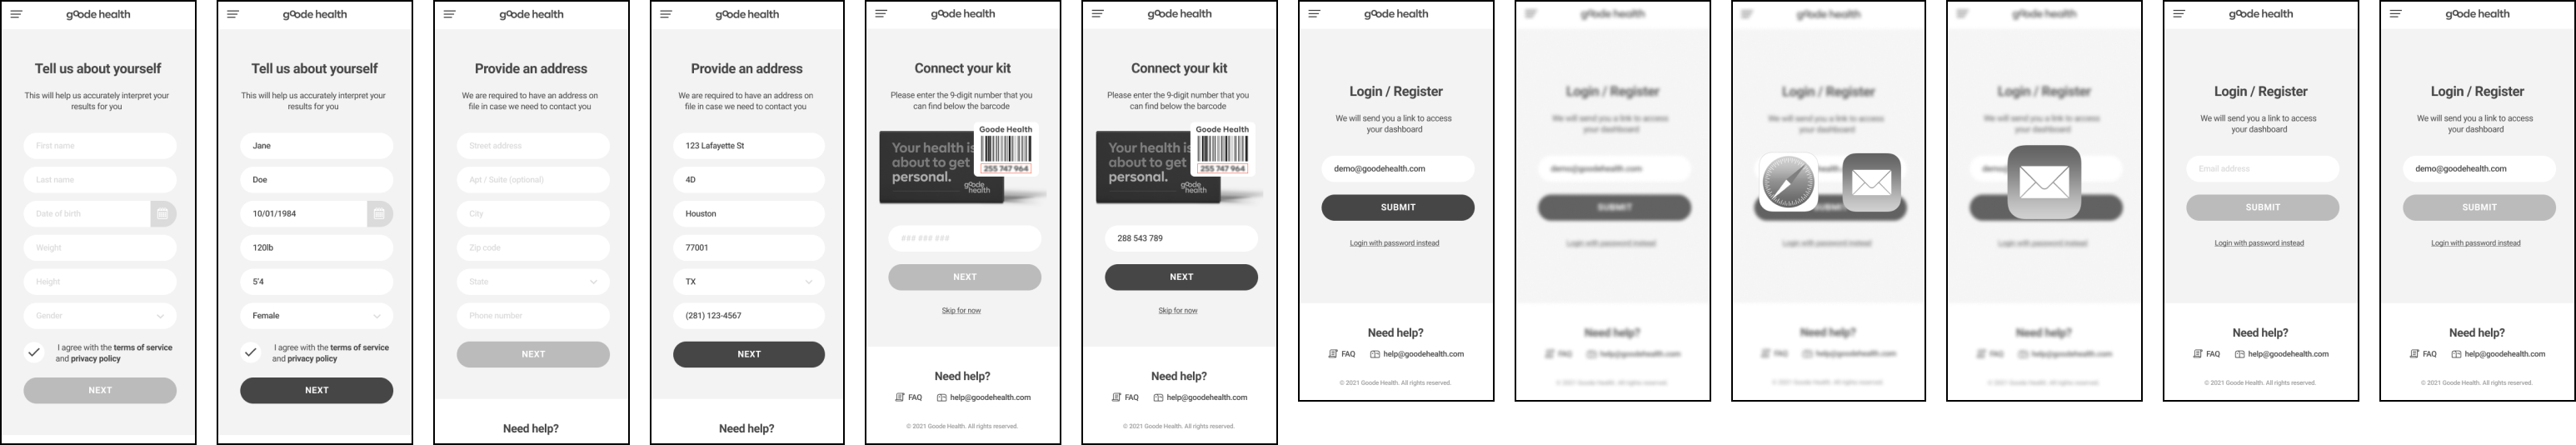 goode health
Tell us about yourself
This will help us accurately interpret your
results for you
First name
Last name
Date of birth
Weight
Height
Gender
I agree with the terms of service
and privacy policy
NEXT
goode health
Tell us about yourself
This will help us accurately interpret your
results for you
Jane
Doe
10/01/1984
120lb
5'4
Female
I agree with the terms of service
and privacy policy
NEXT
goode health
Provide an address
We are required to have an address on
file in case we need to contact you
Street address
Apt / Suite (optional)
City
Zip code
State
Phone number
NEXT
Need help?
goode health
Provide an address
We are required to have an address on
file in case we need to contact you
123 Lafayette St
4D
Houston
77001
TX
(281) 123-4567
NEXT
Need help?
goode health
Connect your kit
Please enter the 9-digit number that you
can find below the barcode
Goode Health
255 747 964
Your health is
about to get
personal.
goode
health
### ### ###
NEXT
Skip for now
Need help?
FAQ help@goodehealth.com
© 2021 Goode Health. All rights reserved.
goode health
Connect your kit
Please enter the 9-digit number that you
can find below the barcode
Goode Health
255 747 964
Your health is
about to get
personal.
goode
health
288 543 789
NEXT
Skip for now
Need help?
FAQ help@goodehealth.com
© 2021 Goode Health. All rights reserved.
goode health
Login / Register
We will send you a link to access
your dashboard
demo@goodehealth.com
SUBMIT
Login with password instead
Need help?
FAQ help@goodehealth.com
© 2021 Goode Health. All rights reserved.
goode health
Login / Register
We will send you a link to access
your dashboard
demo@goodehealth.com
SUBMIT
Login with password instead
Need help?
FAQ help@goodehealth.com
© 2021 Goode Health. All rights reserved.
goode health
Login / Register
We will send you a link to access
your dashboard
Login with password instead
Need help?
FAQ help@goodehealth.com
© 2021 Goode Health. All rights reserved.
goode health
Login / Register
We will send you a link to access
your dashboard
Login with password instead
Need help?
FAQ help@goodehealth.com
© 2021 Goode Health. All rights reserved.
goode health
Login / Register
We will send you a link to access
your dashboard
Email address
SUBMIT
Login with password instead
Need help?
FAQ help@goodehealth.com
© 2021 Goode Health. All rights reserved.
goode health
Login / Register
We will send you a link to access
your dashboard
demo@goodehealth.com
SUBMIT
Login with password instead
Need help?
FAQ help@goodehealth.com
© 2021 Goode Health. All rights reserved.